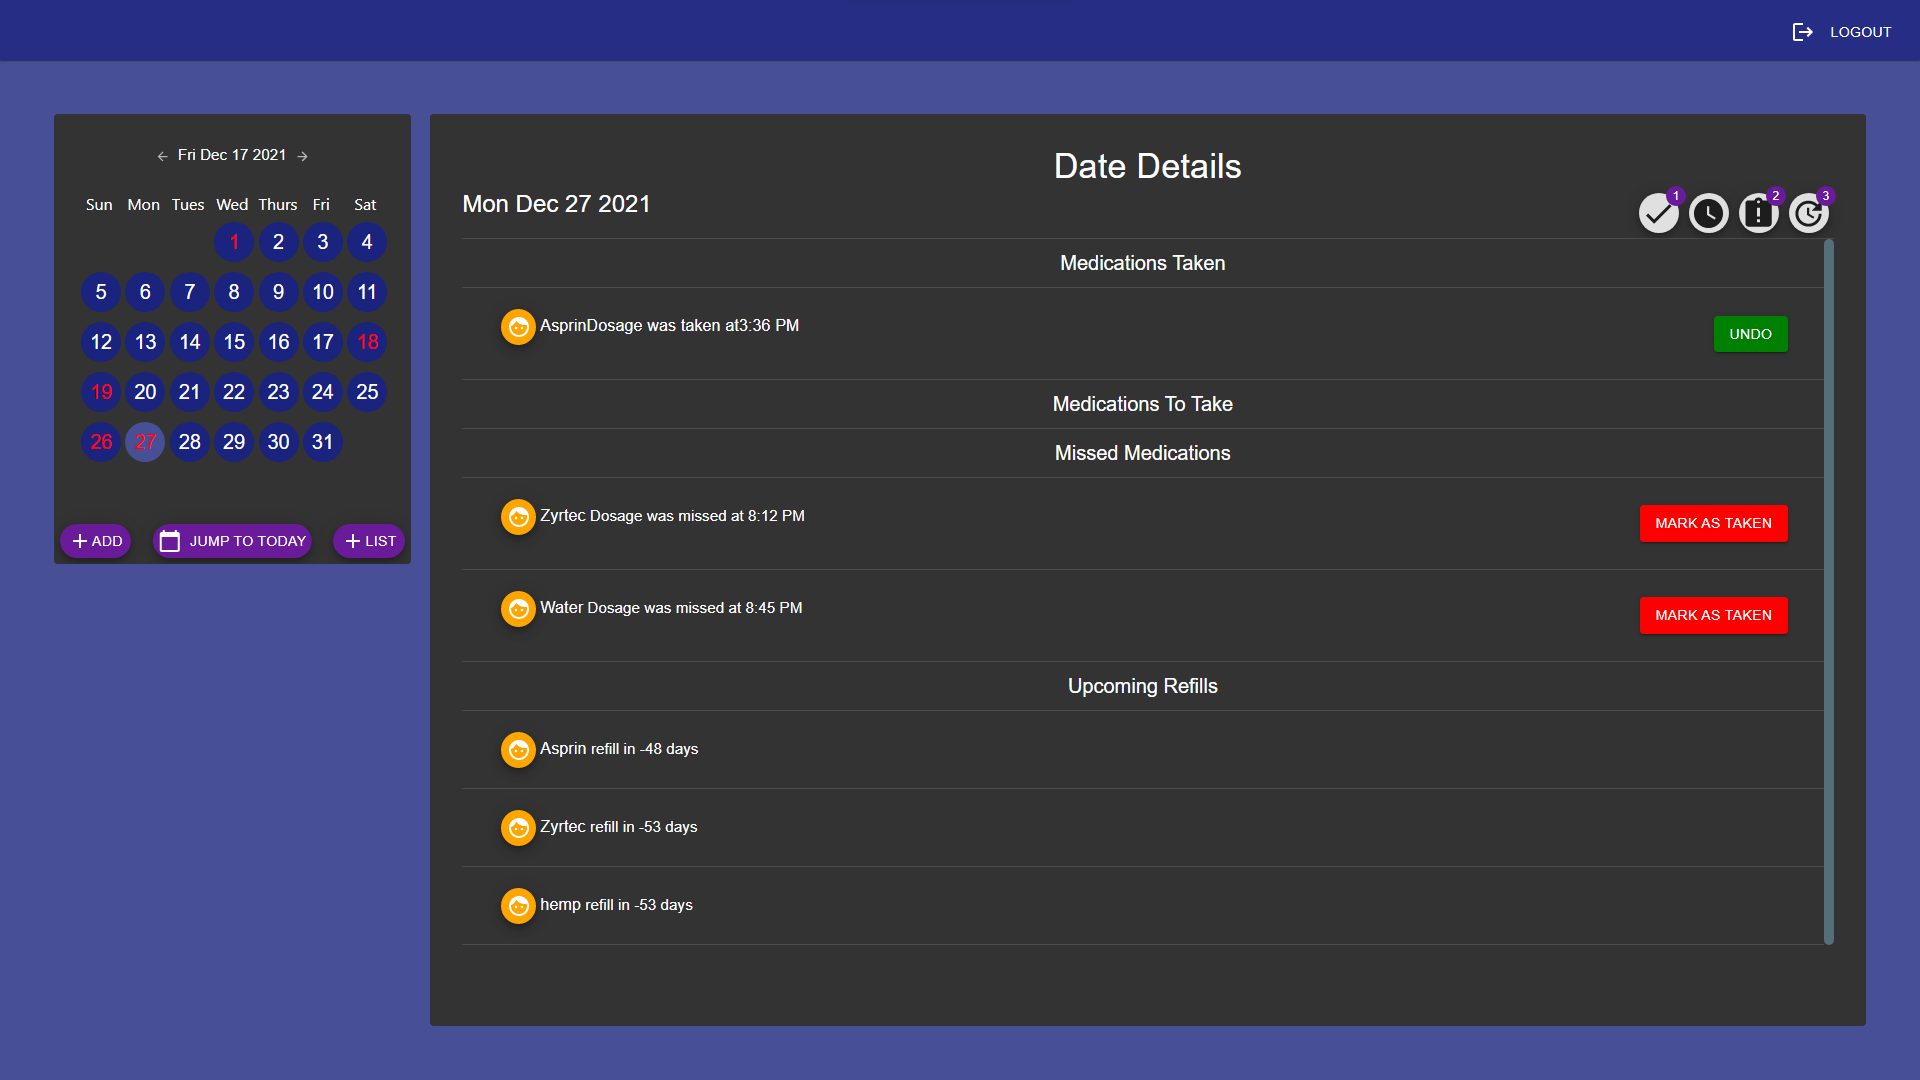 LOGOUT
Fri Dec 17 2021
Sun Mon Tues Wed Thurs Fri Sat
1 2 3 4
5 6 7 8 9 10 11
12 13 14 15 16 17 18
19 20 21 22 23 24 25
26 27 28 29 30 31
ADD JUMP TO TODAY LIST
Date Details
Mon Dec 27 2021
1 2 3
Medications Taken
AsprinDosage was taken at3:36 PM UNDO
Medications To Take
Missed Medications
Zyrtec Dosage was missed at 8:12 PM MARK AS TAKEN
Water Dosage was missed at 8:45 PM MARK AS TAKEN
Upcoming Refills
Asprin refill in -48 days
Zyrtec refill in -53 days
hemp refill in -53 days